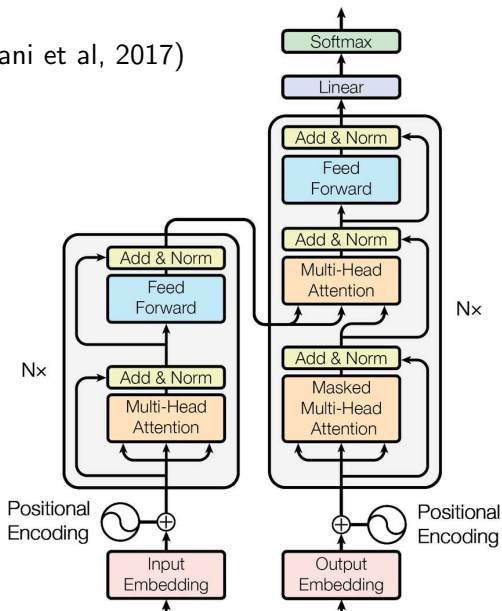 ani et al, 2017)
Softmax
Linear
Add & Norm
Feed
Forward
Add & Norm
Multi-Head
Attention
Add & Norm
Masked
Multi-Head
Attention
Nx
Positional
Encoding
Output
Embedding
Add & Norm
Feed
Forward
Add & Norm
Multi-Head
Attention
N×
Positional
Encoding
Input
Embedding